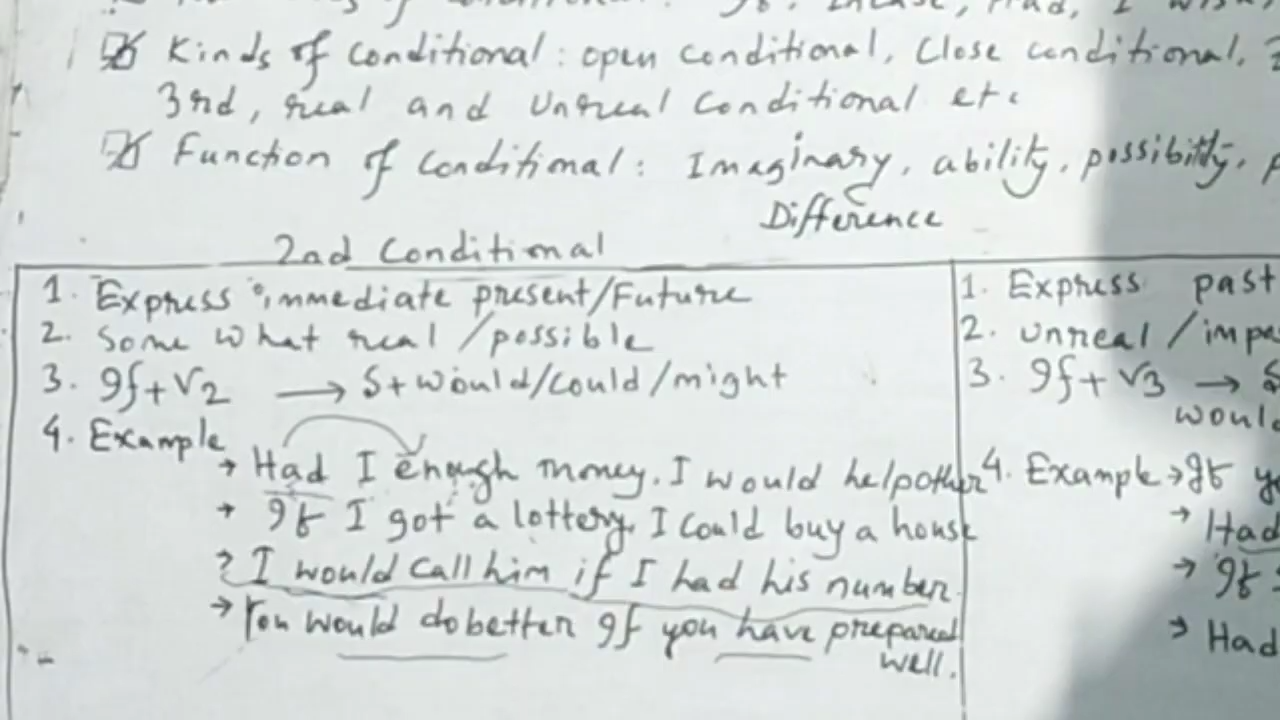 If, Incase, Had, I wish,
Kinds of conditional: open conditional, Close conditional,
3rd, real and Unreal Conditional etc
Function of conditional: Imaginary, ability, possibility,
Difference
2nd Conditional
1. Express immediate present/Future
2. Some what real /possible
3. If + V2 → S+would/could/might
4. Example
→ Had I enough money. I would help other
→ If I got a lottery, I could buy a house
→ I would call him if I had his number.
→ You would do better If you have prepared
well.
1. Express past
2. unreal /
3. If + V3 →
4. Example →If
→ Had
→ If
→ Had